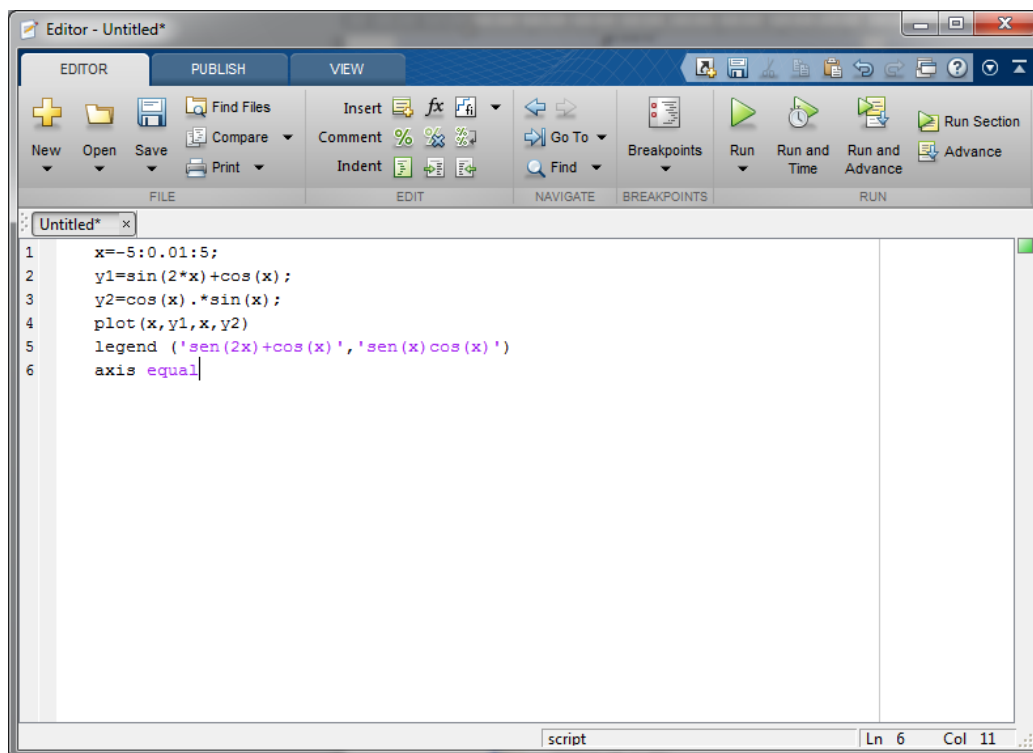 Editor - Untitled*
EDITOR PUBLISH VIEW
New Open Save
Find Files
Compare
Print
FILE
Insert
Comment
Indent
EDIT
Go To
Find
NAVIGATE
Breakpoints
BREAKPOINTS
Run
Run and
Time
Run and
Advance
Run Section
Advance
RUN
Untitled* ×
1 x=-5:0.01:5;
2 y1=sin(2*x)+cos(x);
3 y2=cos(x).*sin(x);
4 plot(x,y1,x,y2)
5 legend ('sen(2x)+cos(x)','sen(x)cos(x)')
6 axis equal
script Ln 6 Col 11